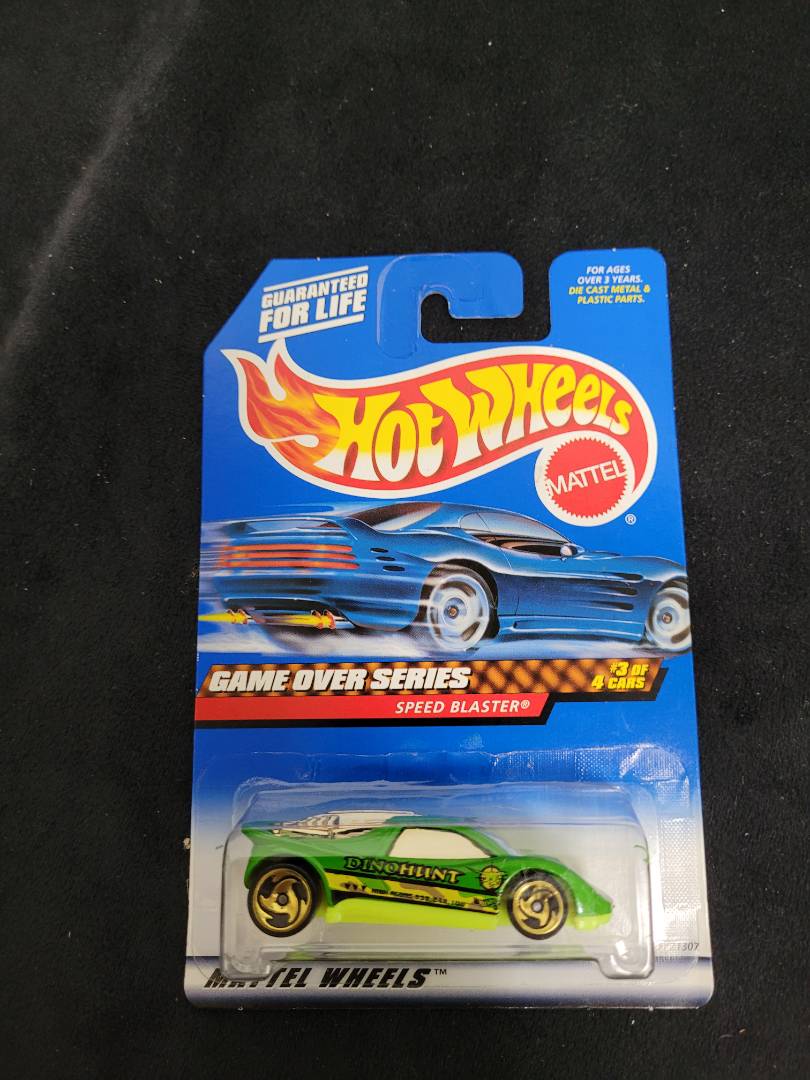 GUARANTEED
FOR LIFE
FOR AGES
OVER 3 YEARS.
DIE CAST METAL &
PLASTIC PARTS.
HOT WHEELS
MATTEL
®
GAME OVER SERIES
#3 OF
4 CARS
SPEED BLASTER®
DINOHUNT
MATTEL WHEELS™